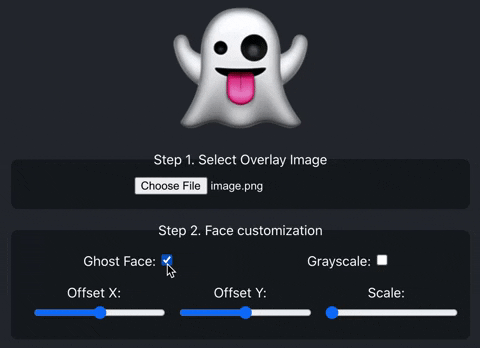 Step 1. Select Overlay Image
Choose File image.png
Step 2. Face customization
Ghost Face: Grayscale:
Offset X: Offset Y: Scale: